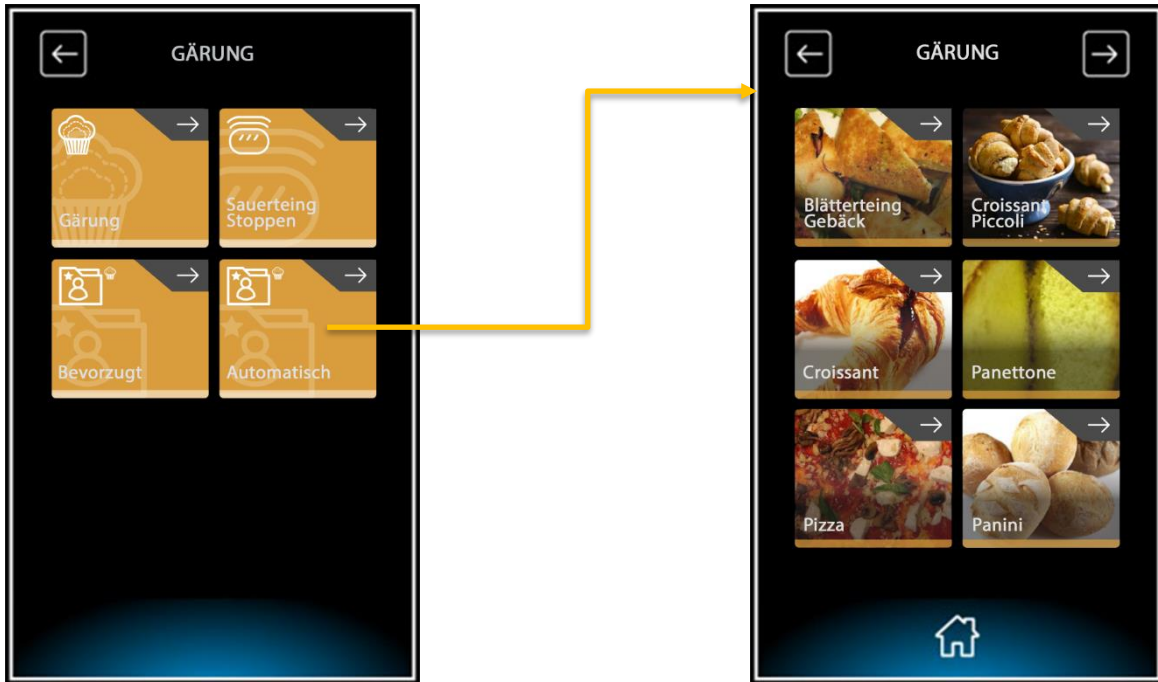 GÄRUNG
Gärung
Sauerteing
Stoppen
Bevorzugt
Automatisch
GÄRUNG
Blätterteing
Gebäck
Croissant
Piccoli
Croissant
Panettone
Pizza
Panini